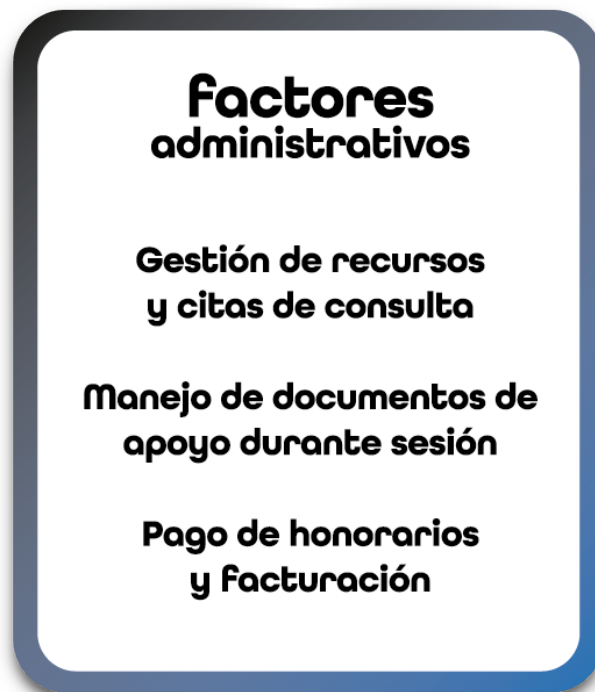 Factores
administrativos
Gestión de recursos
y citas de consulta
Manejo de documentos de
apoyo durante sesión
Pago de honorarios
y facturación